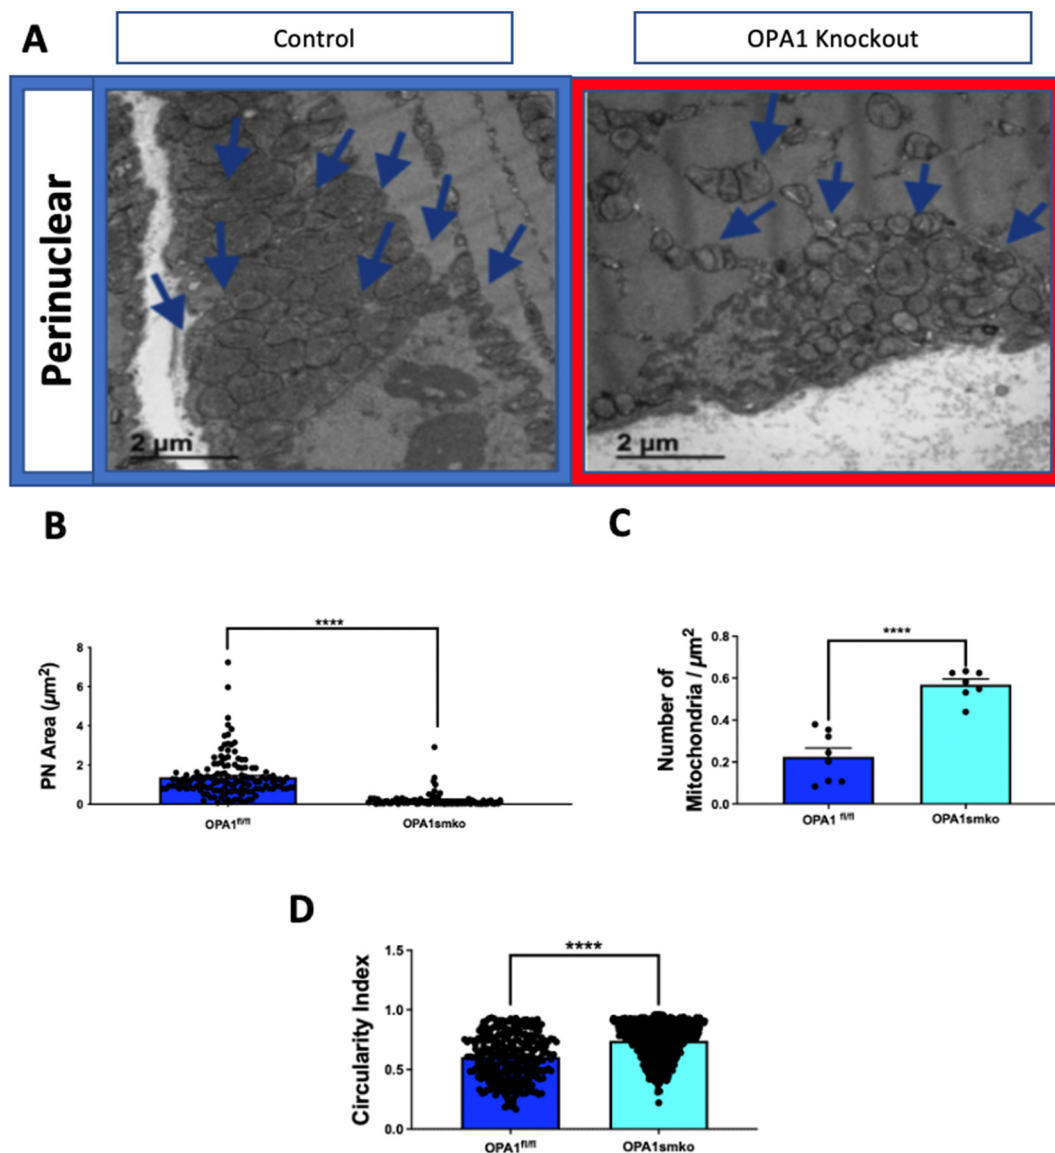 A
Control
OPA1 Knockout
Perinuclear
2 µm
2 µm
B
C
****
PN Area (µm²)
8
6
4
2
0
OPA1fl/fl
OPA1smko
****
Number of
Mitochondria / µm²
0.8
0.6
0.4
0.2
0.0
OPA1 fl/fl
OPA1smko
D
****
Circularity Index
1.5
1.0
0.5
0.0
OPA1fl/fl
OPA1smko